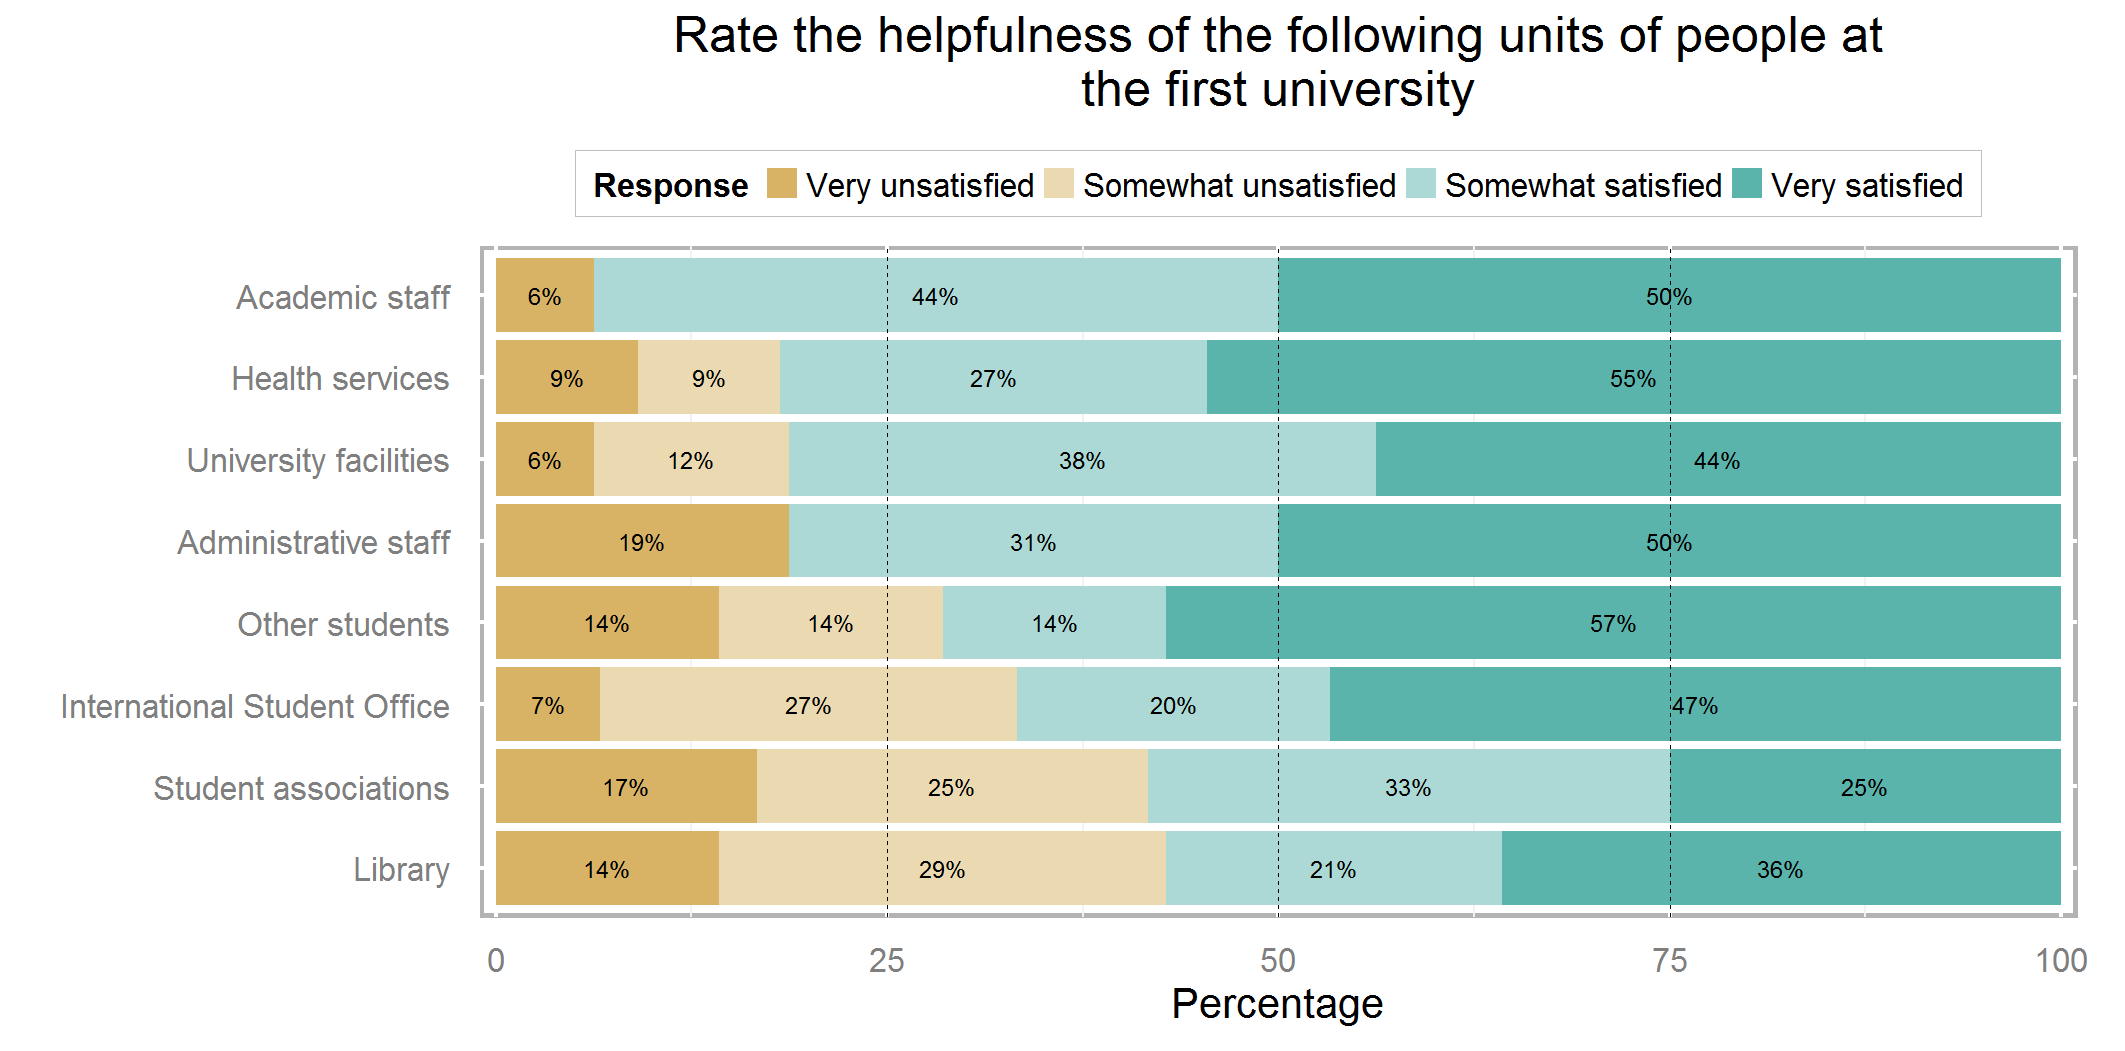 Rate the helpfulness of the following units of people at
the first university
Response Very unsatisfied Somewhat unsatisfied Somewhat satisfied Very satisfied
Academic staff 6% 44% 50%
Health services 9% 9% 27% 55%
University facilities 6% 12% 38% 44%
Administrative staff 19% 31% 50%
Other students 14% 14% 14% 57%
International Student Office 7% 27% 20% 47%
Student associations 17% 25% 33% 25%
Library 14% 29% 21% 36%
0 25 50 75 100
Percentage